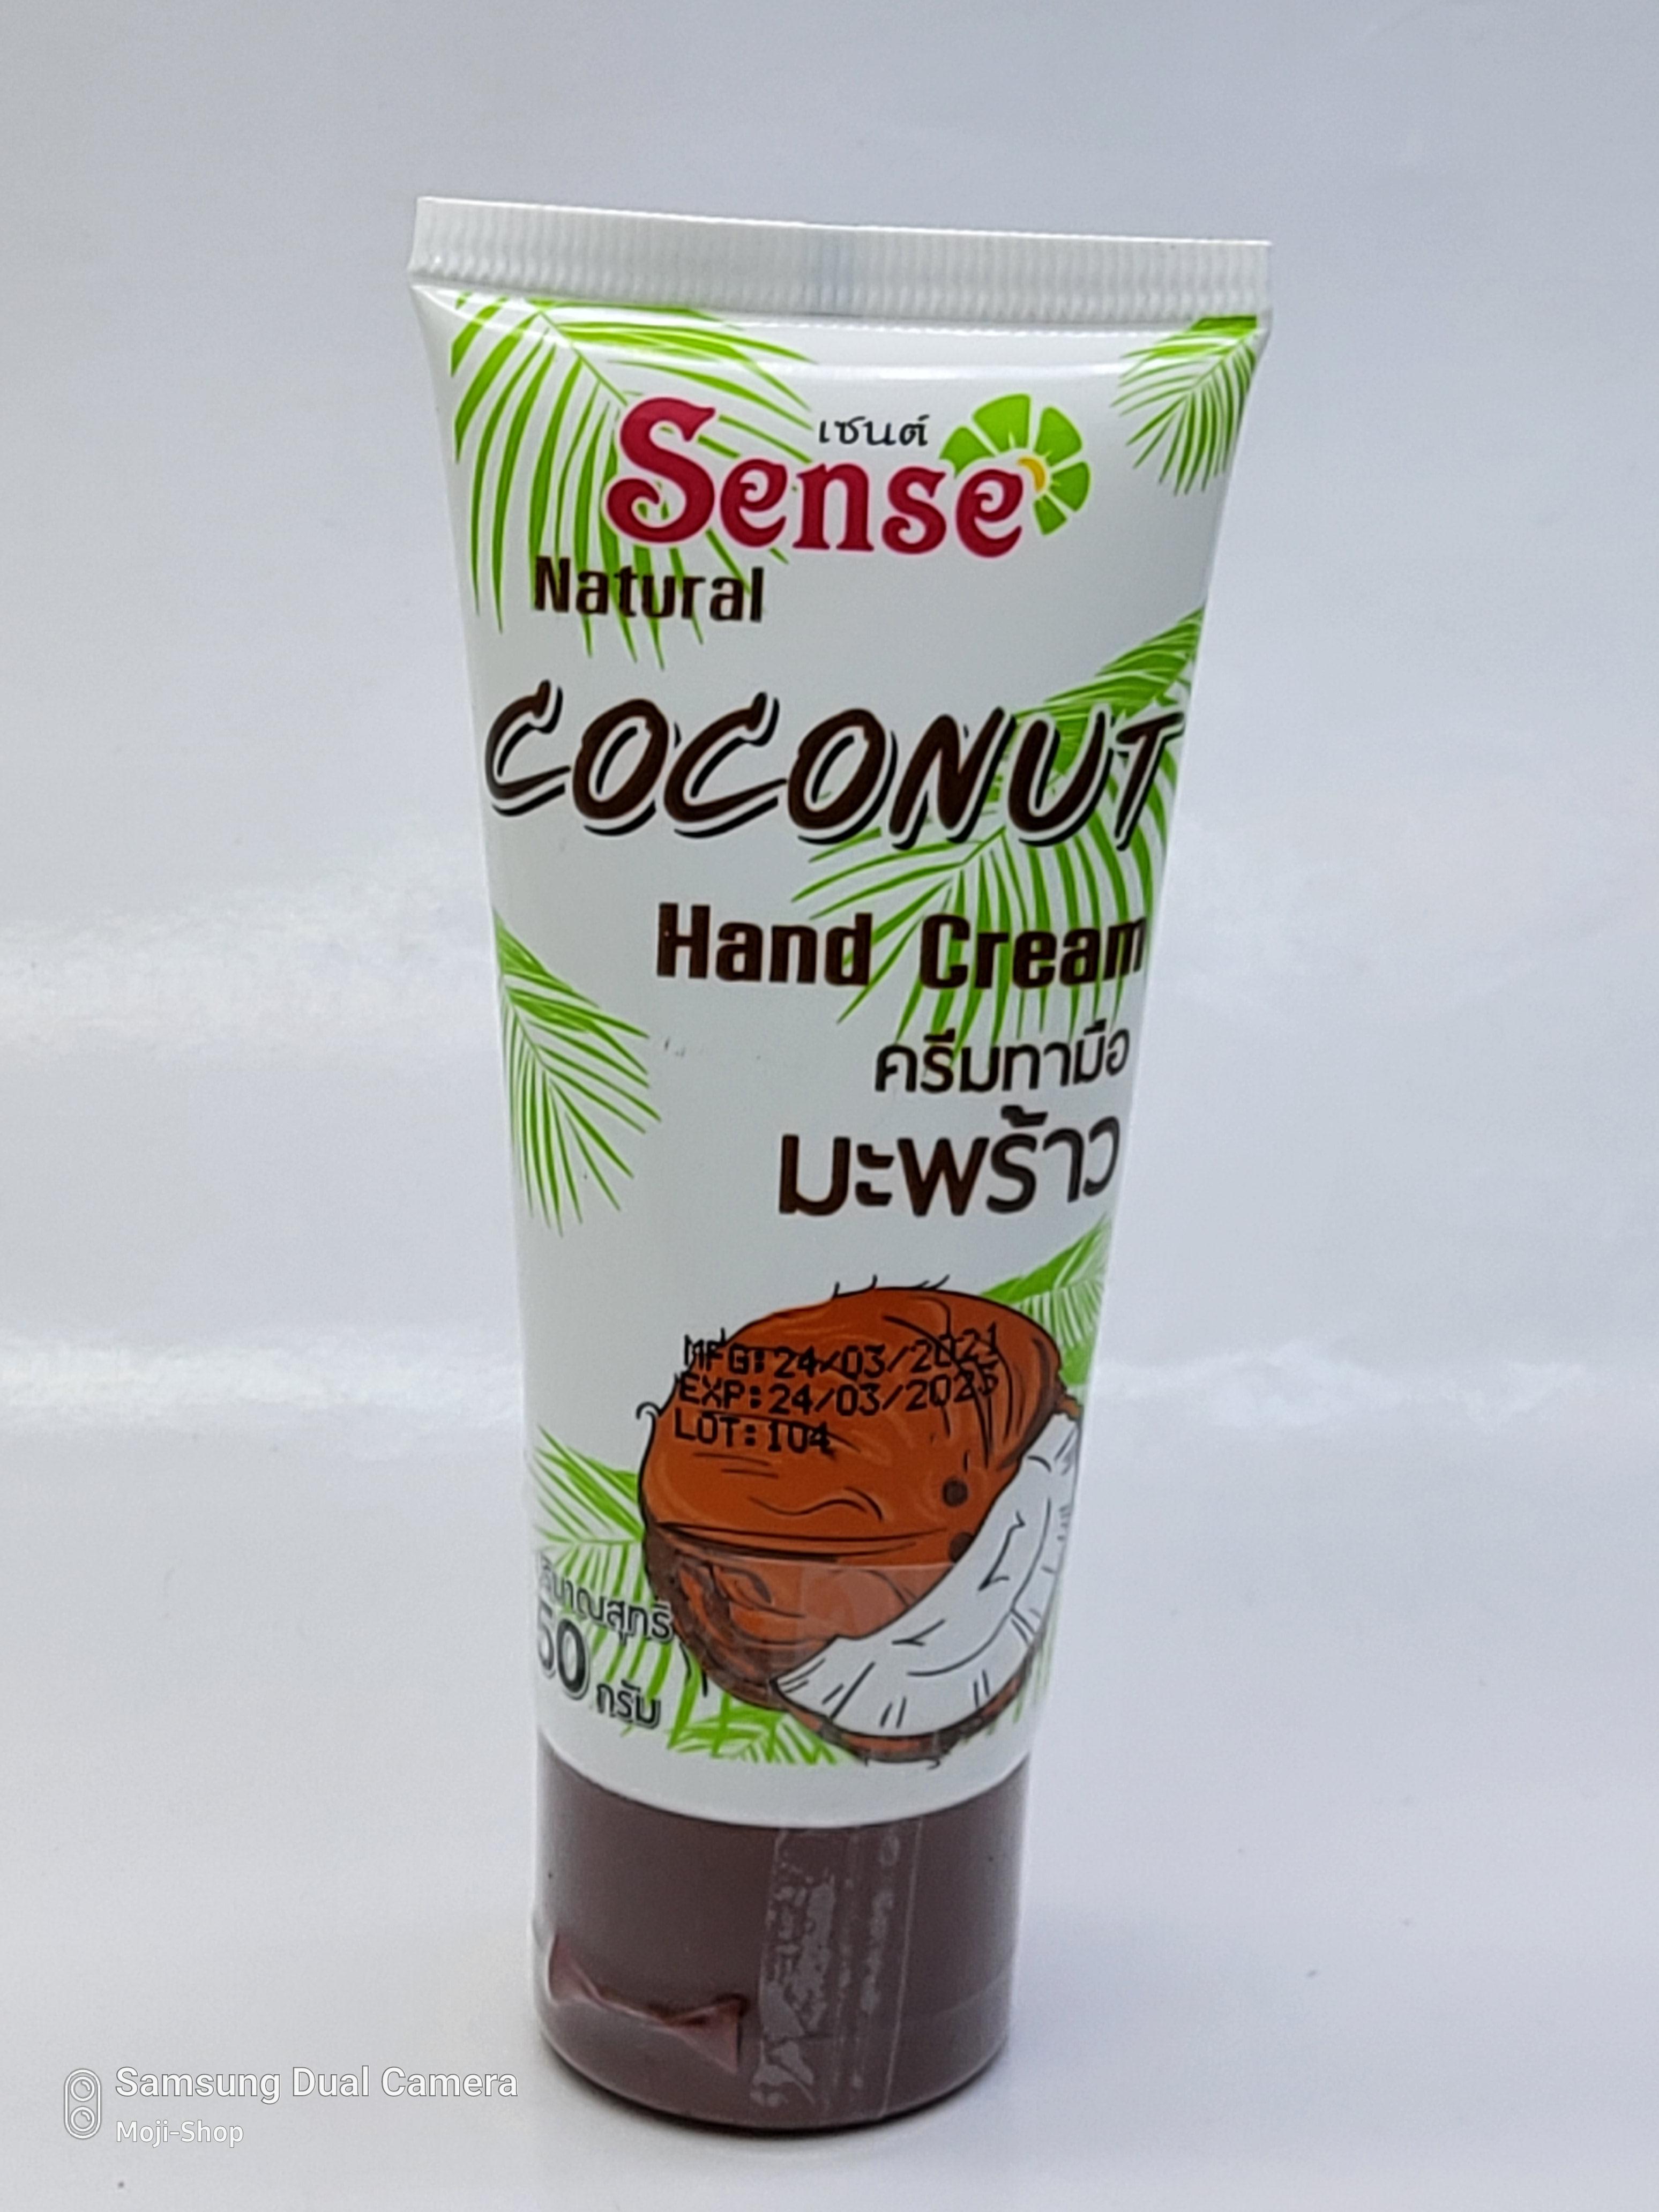 เซนต์
Sense
Natural
COCONUT
Hand Cream
ครีมทามือ
มะพร้าว
MFG:24/03/2021
EXP:24/03/2025
LOT:104
50 กรัม
Samsung Dual Camera
Moji-Shop